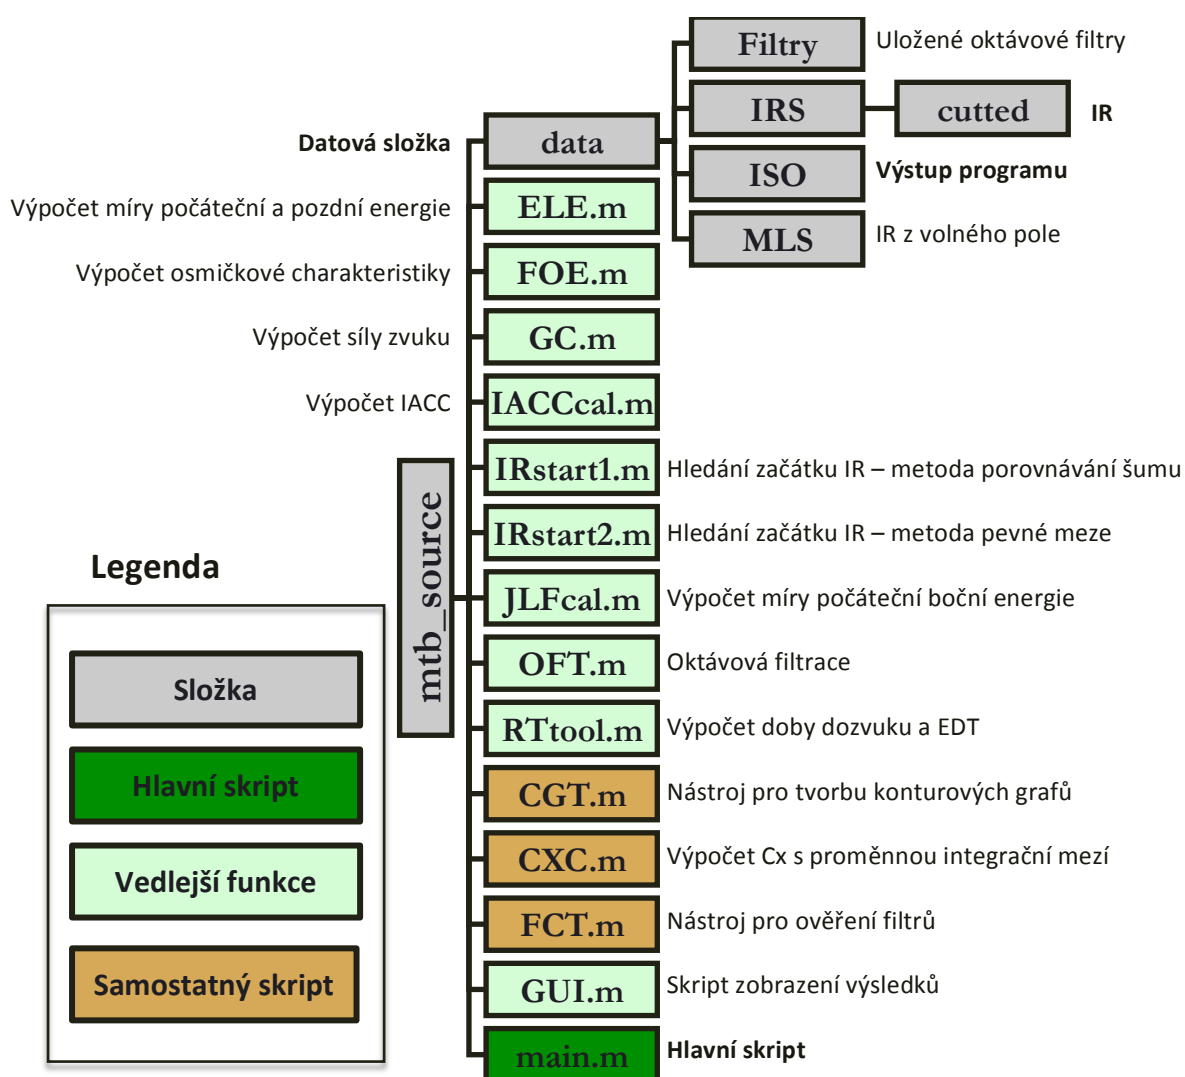 Filtry Uložené oktávové filtry
IRS cutted IR
Datová složka data
ISO Výstup programu
MLS IR z volného pole
Výpočet míry počáteční a pozdní energie ELE.m
Výpočet osmičkové charakteristiky FOE.m
Výpočet síly zvuku GC.m
Výpočet IACC IACCcal.m
mtb_source
IRstart1.m Hledání začátku IR – metoda porovnávání šumu
IRstart2.m Hledání začátku IR – metoda pevné meze
JLFcal.m Výpočet míry počáteční boční energie
OFT.m Oktávová filtrace
RTtool.m Výpočet doby dozvuku a EDT
CGT.m Nástroj pro tvorbu konturových grafů
CXC.m Výpočet Cx s proměnnou integrační mezí
FCT.m Nástroj pro ověření filtrů
GUI.m Skript zobrazení výsledků
main.m Hlavní skript
Legenda
Složka
Hlavní skript
Vedlejší funkce
Samostatný skript